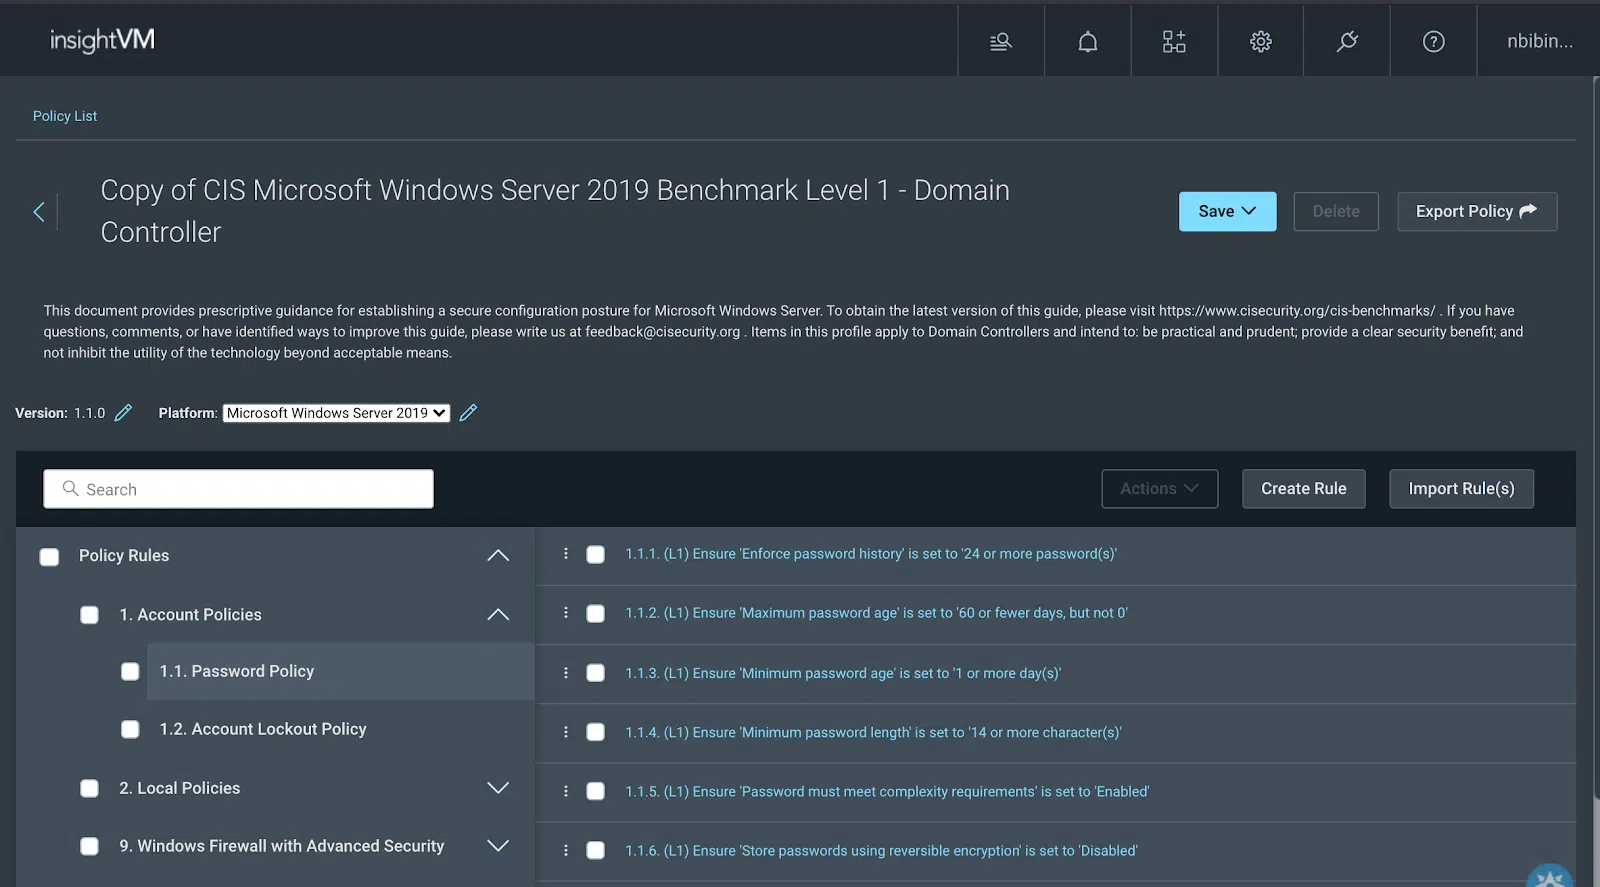 insightVM
nbibin...
Policy List
Copy of CIS Microsoft Windows Server 2019 Benchmark Level 1 - Domain
Controller
Save
Delete
Export Policy
This document provides prescriptive guidance for establishing a secure configuration posture for Microsoft Windows Server. To obtain the latest version of this guide, please visit https://www.cisecurity.org/cis-benchmarks/ . If you have
questions, comments, or have identified ways to improve this guide, please write us at feedback@cisecurity.org . Items in this profile apply to Domain Controllers and intend to: be practical and prudent; provide a clear security benefit; and
not inhibit the utility of the technology beyond acceptable means.
Version: 1.1.0 Platform: Microsoft Windows Server 2019
Search
Actions
Create Rule
Import Rule(s)
Policy Rules
1. Account Policies
1.1. Password Policy
1.2. Account Lockout Policy
2. Local Policies
9. Windows Firewall with Advanced Security
1.1.1. (L1) Ensure 'Enforce password history' is set to '24 or more password(s)'
1.1.2. (L1) Ensure 'Maximum password age' is set to '60 or fewer days, but not 0'
1.1.3. (L1) Ensure 'Minimum password age' is set to '1 or more day(s)'
1.1.4. (L1) Ensure 'Minimum password length' is set to '14 or more character(s)'
1.1.5. (L1) Ensure 'Password must meet complexity requirements' is set to 'Enabled'
1.1.6. (L1) Ensure 'Store passwords using reversible encryption' is set to 'Disabled'